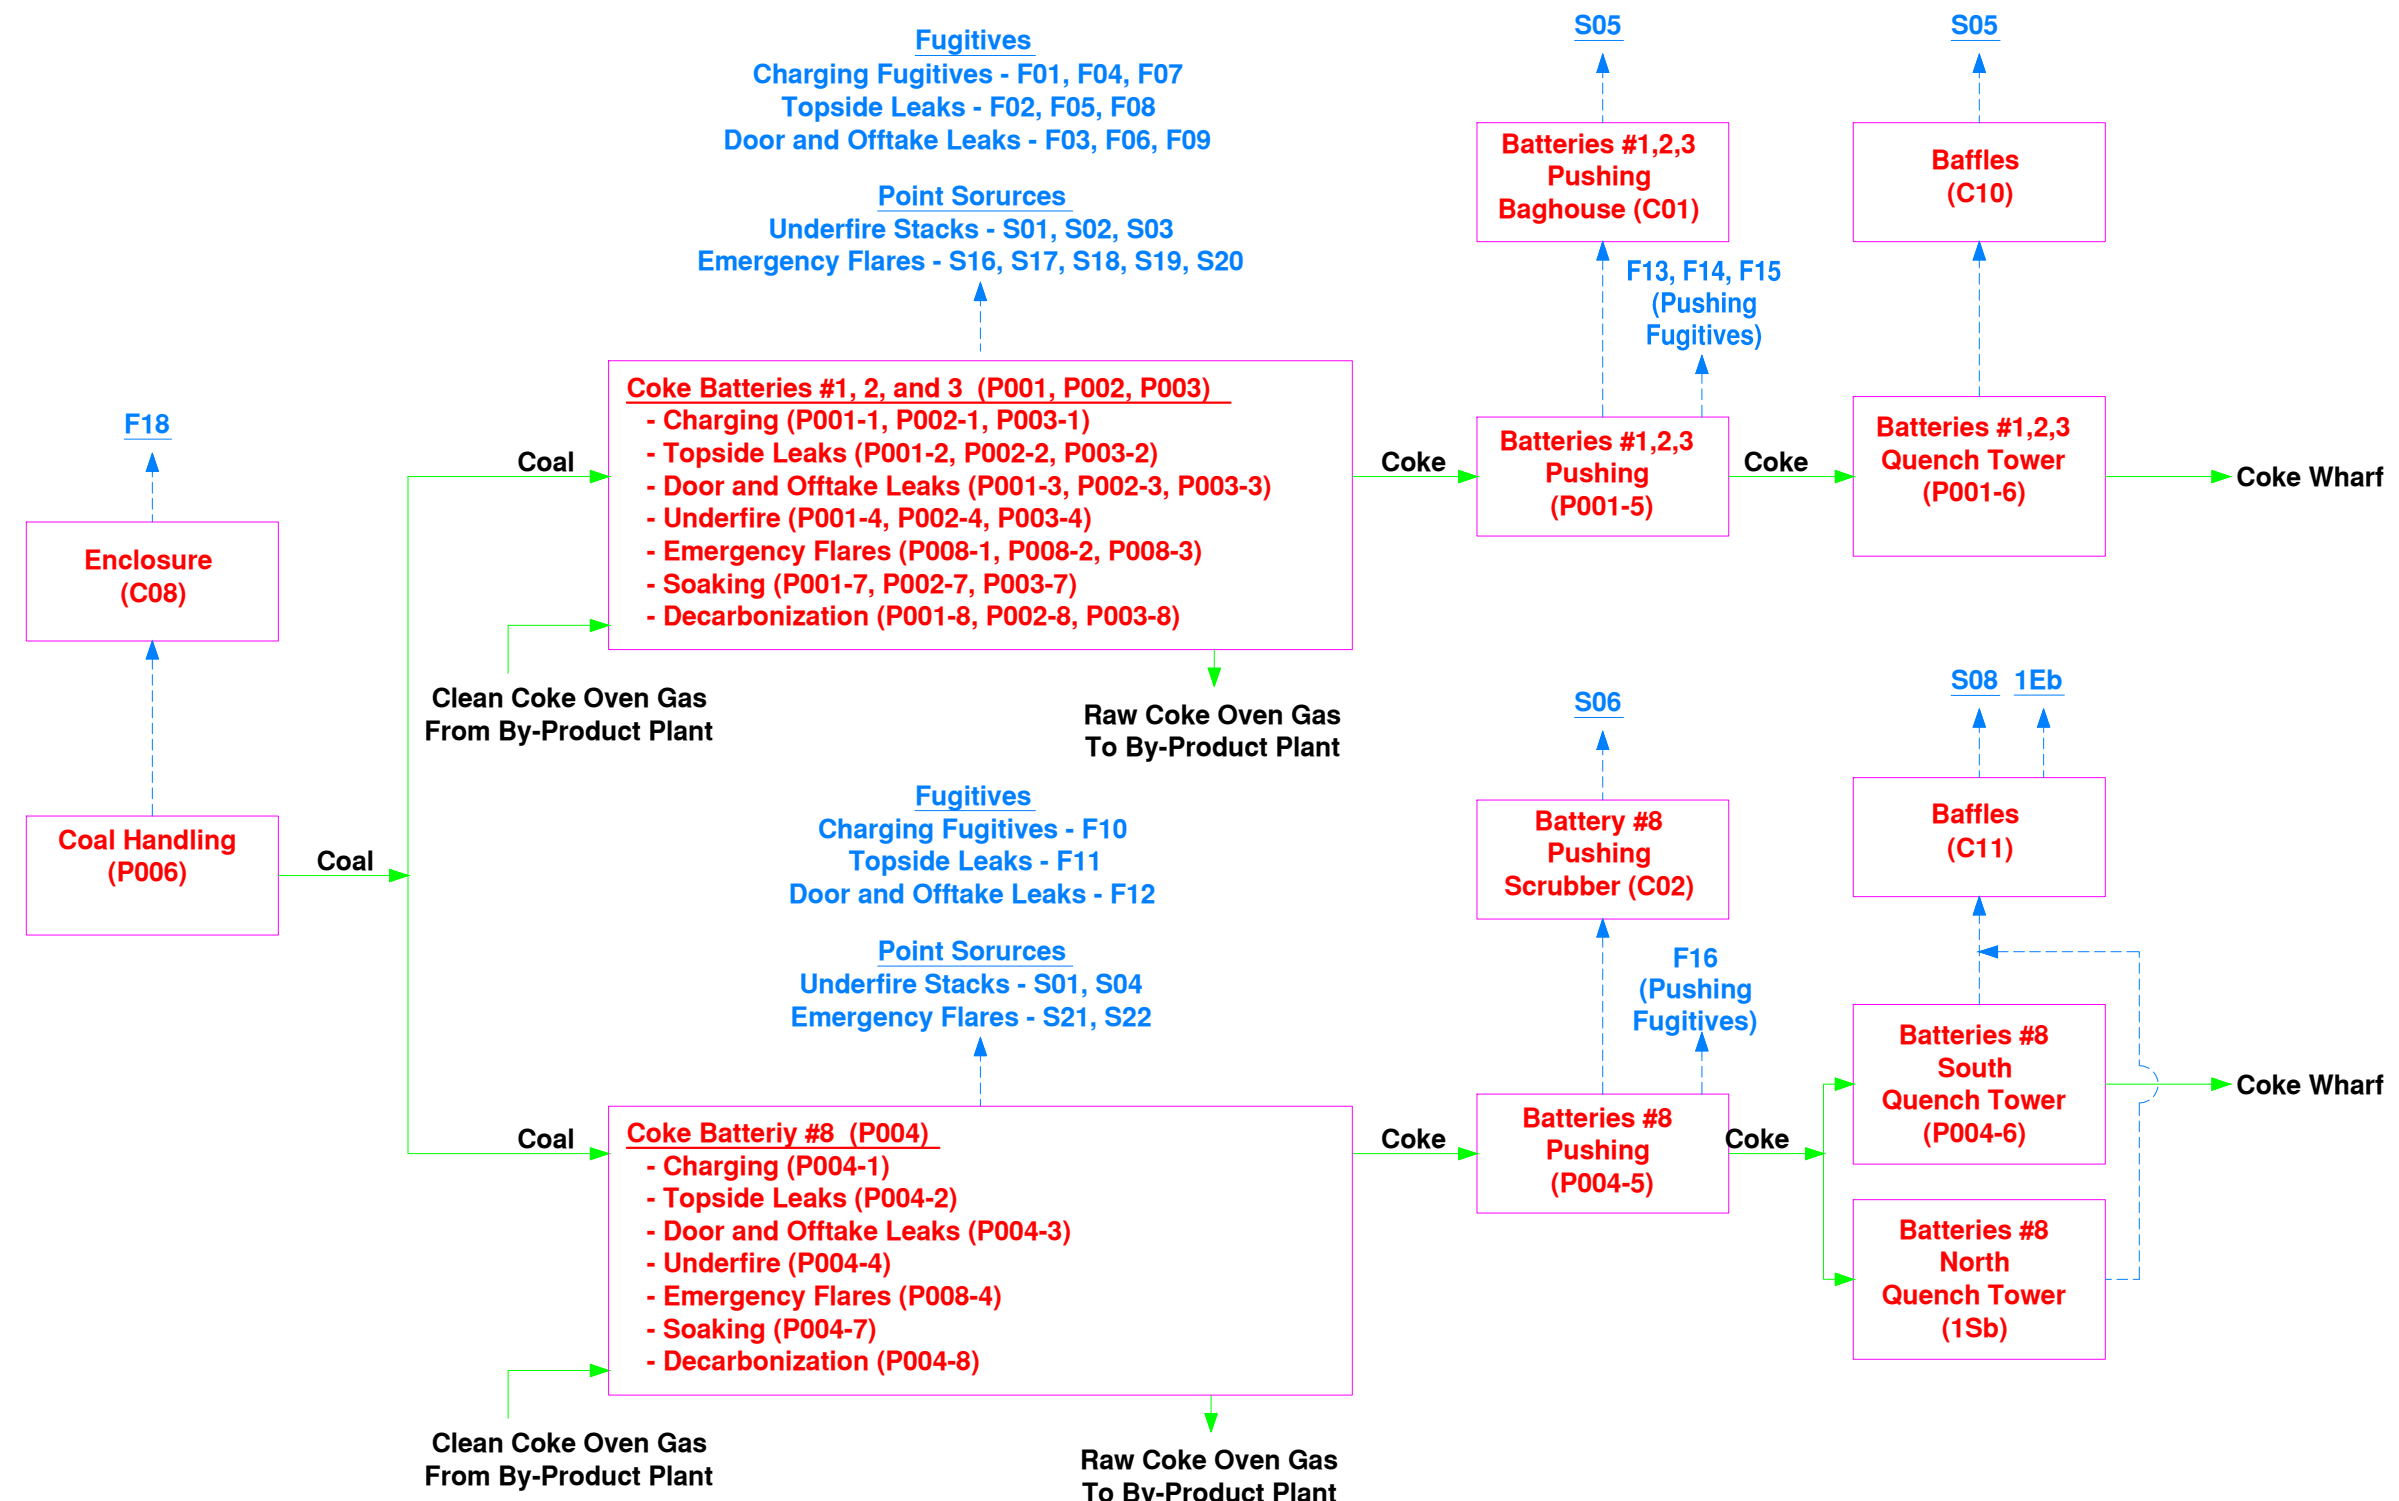 Fugitives
Charging Fugitives - F01, F04, F07
Topside Leaks - F02, F05, F08
Door and Offtake Leaks - F03, F06, F09
Point Sorurces
Underfire Stacks - S01, S02, S03
Emergency Flares - S16, S17, S18, S19, S20
S05
Batteries #1,2,3
Pushing
Baghouse (C01)
F13, F14, F15
(Pushing
Fugitives)
S05
Baffles
(C10)
F18
Enclosure
(C08)
Coal Handling
(P006)
Coal
Coal
Coke Batteries #1, 2, and 3 (P001, P002, P003)
- Charging (P001-1, P002-1, P003-1)
- Topside Leaks (P001-2, P002-2, P003-2)
- Door and Offtake Leaks (P001-3, P002-3, P003-3)
- Underfire (P001-4, P002-4, P003-4)
- Emergency Flares (P008-1, P008-2, P008-3)
- Soaking (P001-7, P002-7, P003-7)
- Decarbonization (P001-8, P002-8, P003-8)
Coke
Batteries #1,2,3
Pushing
(P001-5)
Coke
Batteries #1,2,3
Quench Tower
(P001-6)
Coke Wharf
Clean Coke Oven Gas
From By-Product Plant
Raw Coke Oven Gas
To By-Product Plant
Fugitives
Charging Fugitives - F10
Topside Leaks - F11
Door and Offtake Leaks - F12
Point Sorurces
Underfire Stacks - S01, S04
Emergency Flares - S21, S22
S06
Battery #8
Pushing
Scrubber (C02)
F16
(Pushing
Fugitives)
S08 1Eb
Baffles
(C11)
Coal
Coke Batteriy #8 (P004)
- Charging (P004-1)
- Topside Leaks (P004-2)
- Door and Offtake Leaks (P004-3)
- Underfire (P004-4)
- Emergency Flares (P008-4)
- Soaking (P004-7)
- Decarbonization (P004-8)
Coke
Batteries #8
Pushing
(P004-5)
Coke
Batteries #8
South
Quench Tower
(P004-6)
Coke Wharf
Batteries #8
North
Quench Tower
(1Sb)
Clean Coke Oven Gas
From By-Product Plant
Raw Coke Oven Gas
To By-Product Plant